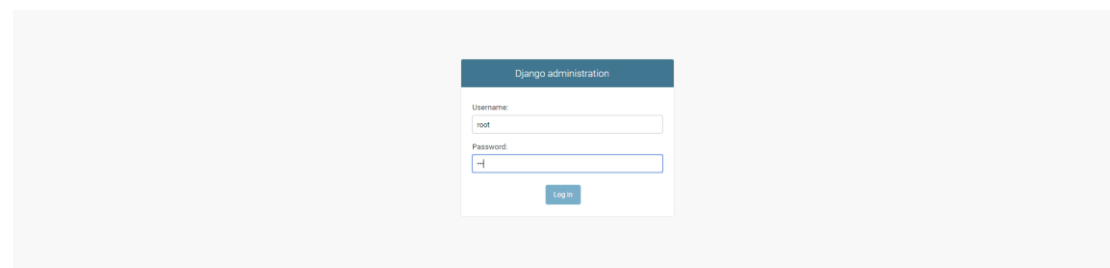 Django administration
Username:
root
Password:
Log in